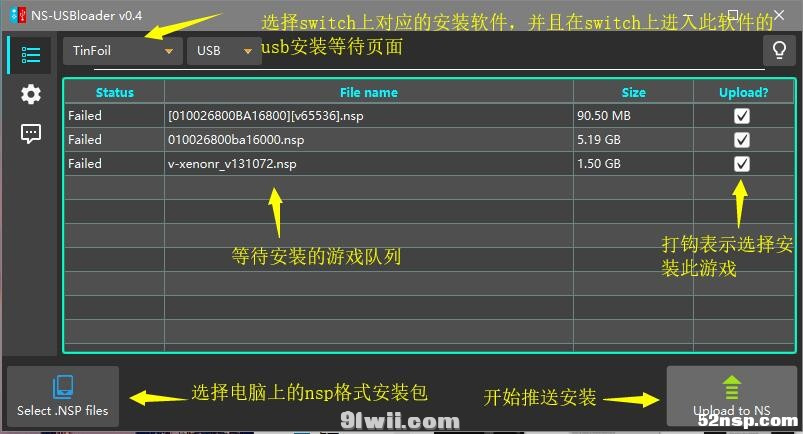 NS-USBloader v0.4
选择switch上对应的安装软件，并且在switch上进入此软件的
usb安装等待页面
TinFoil
USB
Status File name Size Upload?
Failed [010026800BA16800][v65536].nsp 90.50 MB
Failed 010026800ba16000.nsp 5.19 GB
Failed v-xenonr_v131072.nsp 1.50 GB
等待安装的游戏队列
打钩表示选择安
装此游戏
选择电脑上的nsp格式安装包
开始推送安装
Select .NSP files
Upload to NS
91wii.com
52nsp.com